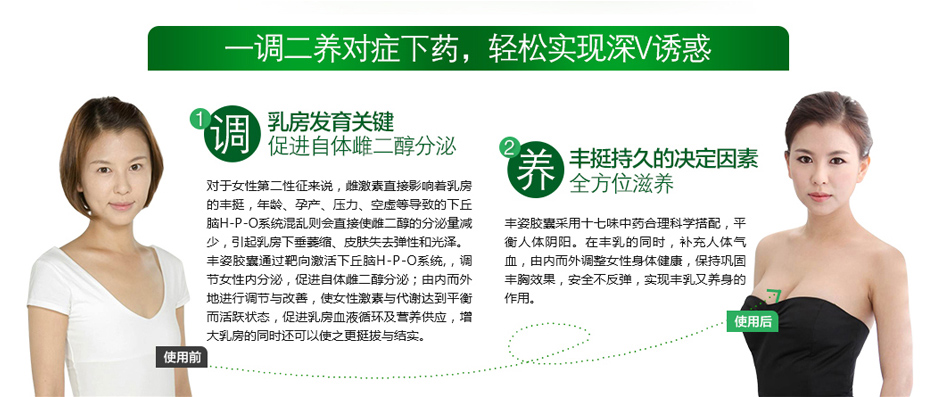 一调二养对症下药，轻松实现深V诱惑
1 调 乳房发育关键
促进自体雌二醇分泌
对于女性第二性征来说，雌激素直接影响着乳房
的丰挺，年龄、孕产、压力、空虚等导致的下丘
脑H-P-O系统混乱则会直接使雌二醇的分泌量减
少，引起乳房下垂萎缩、皮肤失去弹性和光泽。
丰姿胶囊通过靶向激活下丘脑H-P-O系统,，调
节女性内分泌，促进自体雌二醇分泌；由内而外
地进行调节与改善，使女性激素与代谢达到平衡
而活跃状态，促进乳房血液循环及营养供应，增
大乳房的同时还可以使之更挺拔与结实。
2 养 丰挺持久的决定因素
全方位滋养
丰姿胶囊采用十七味中药合理科学搭配，平
衡人体阴阳。在丰乳的同时，补充人体气
血，由内而外调整女性身体健康，保持巩固
丰胸效果，安全不反弹，实现丰乳又养身的
作用。
使用前
使用后